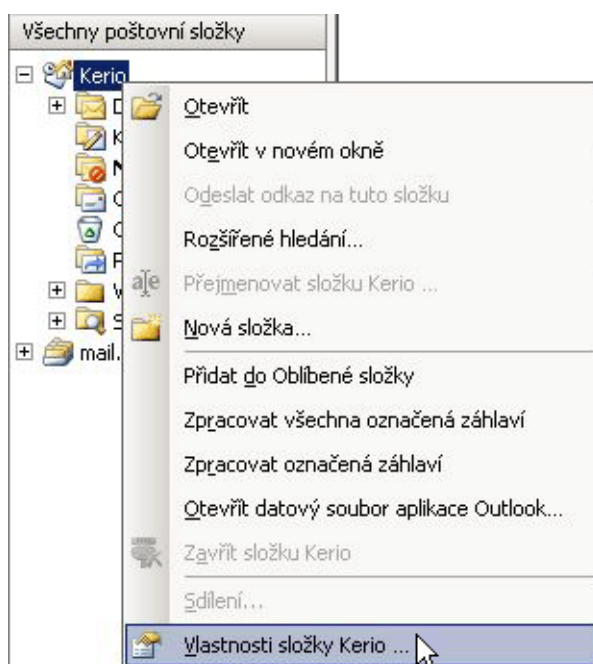 Všechny poštovní složky
Kerio
Otevřít
Otevřít v novém okně
Odeslat odkaz na tuto složku
Rozšířené hledání...
Přejmenovat složku Kerio ...
Nová složka...
mail.
Přidat do Oblíbené složky
Zpracovat všechna označená záhlaví
Zpracovat označená záhlaví
Otevřít datový soubor aplikace Outlook...
Zavřít složku Kerio
Sdílení...
Vlastnosti složky Kerio ...